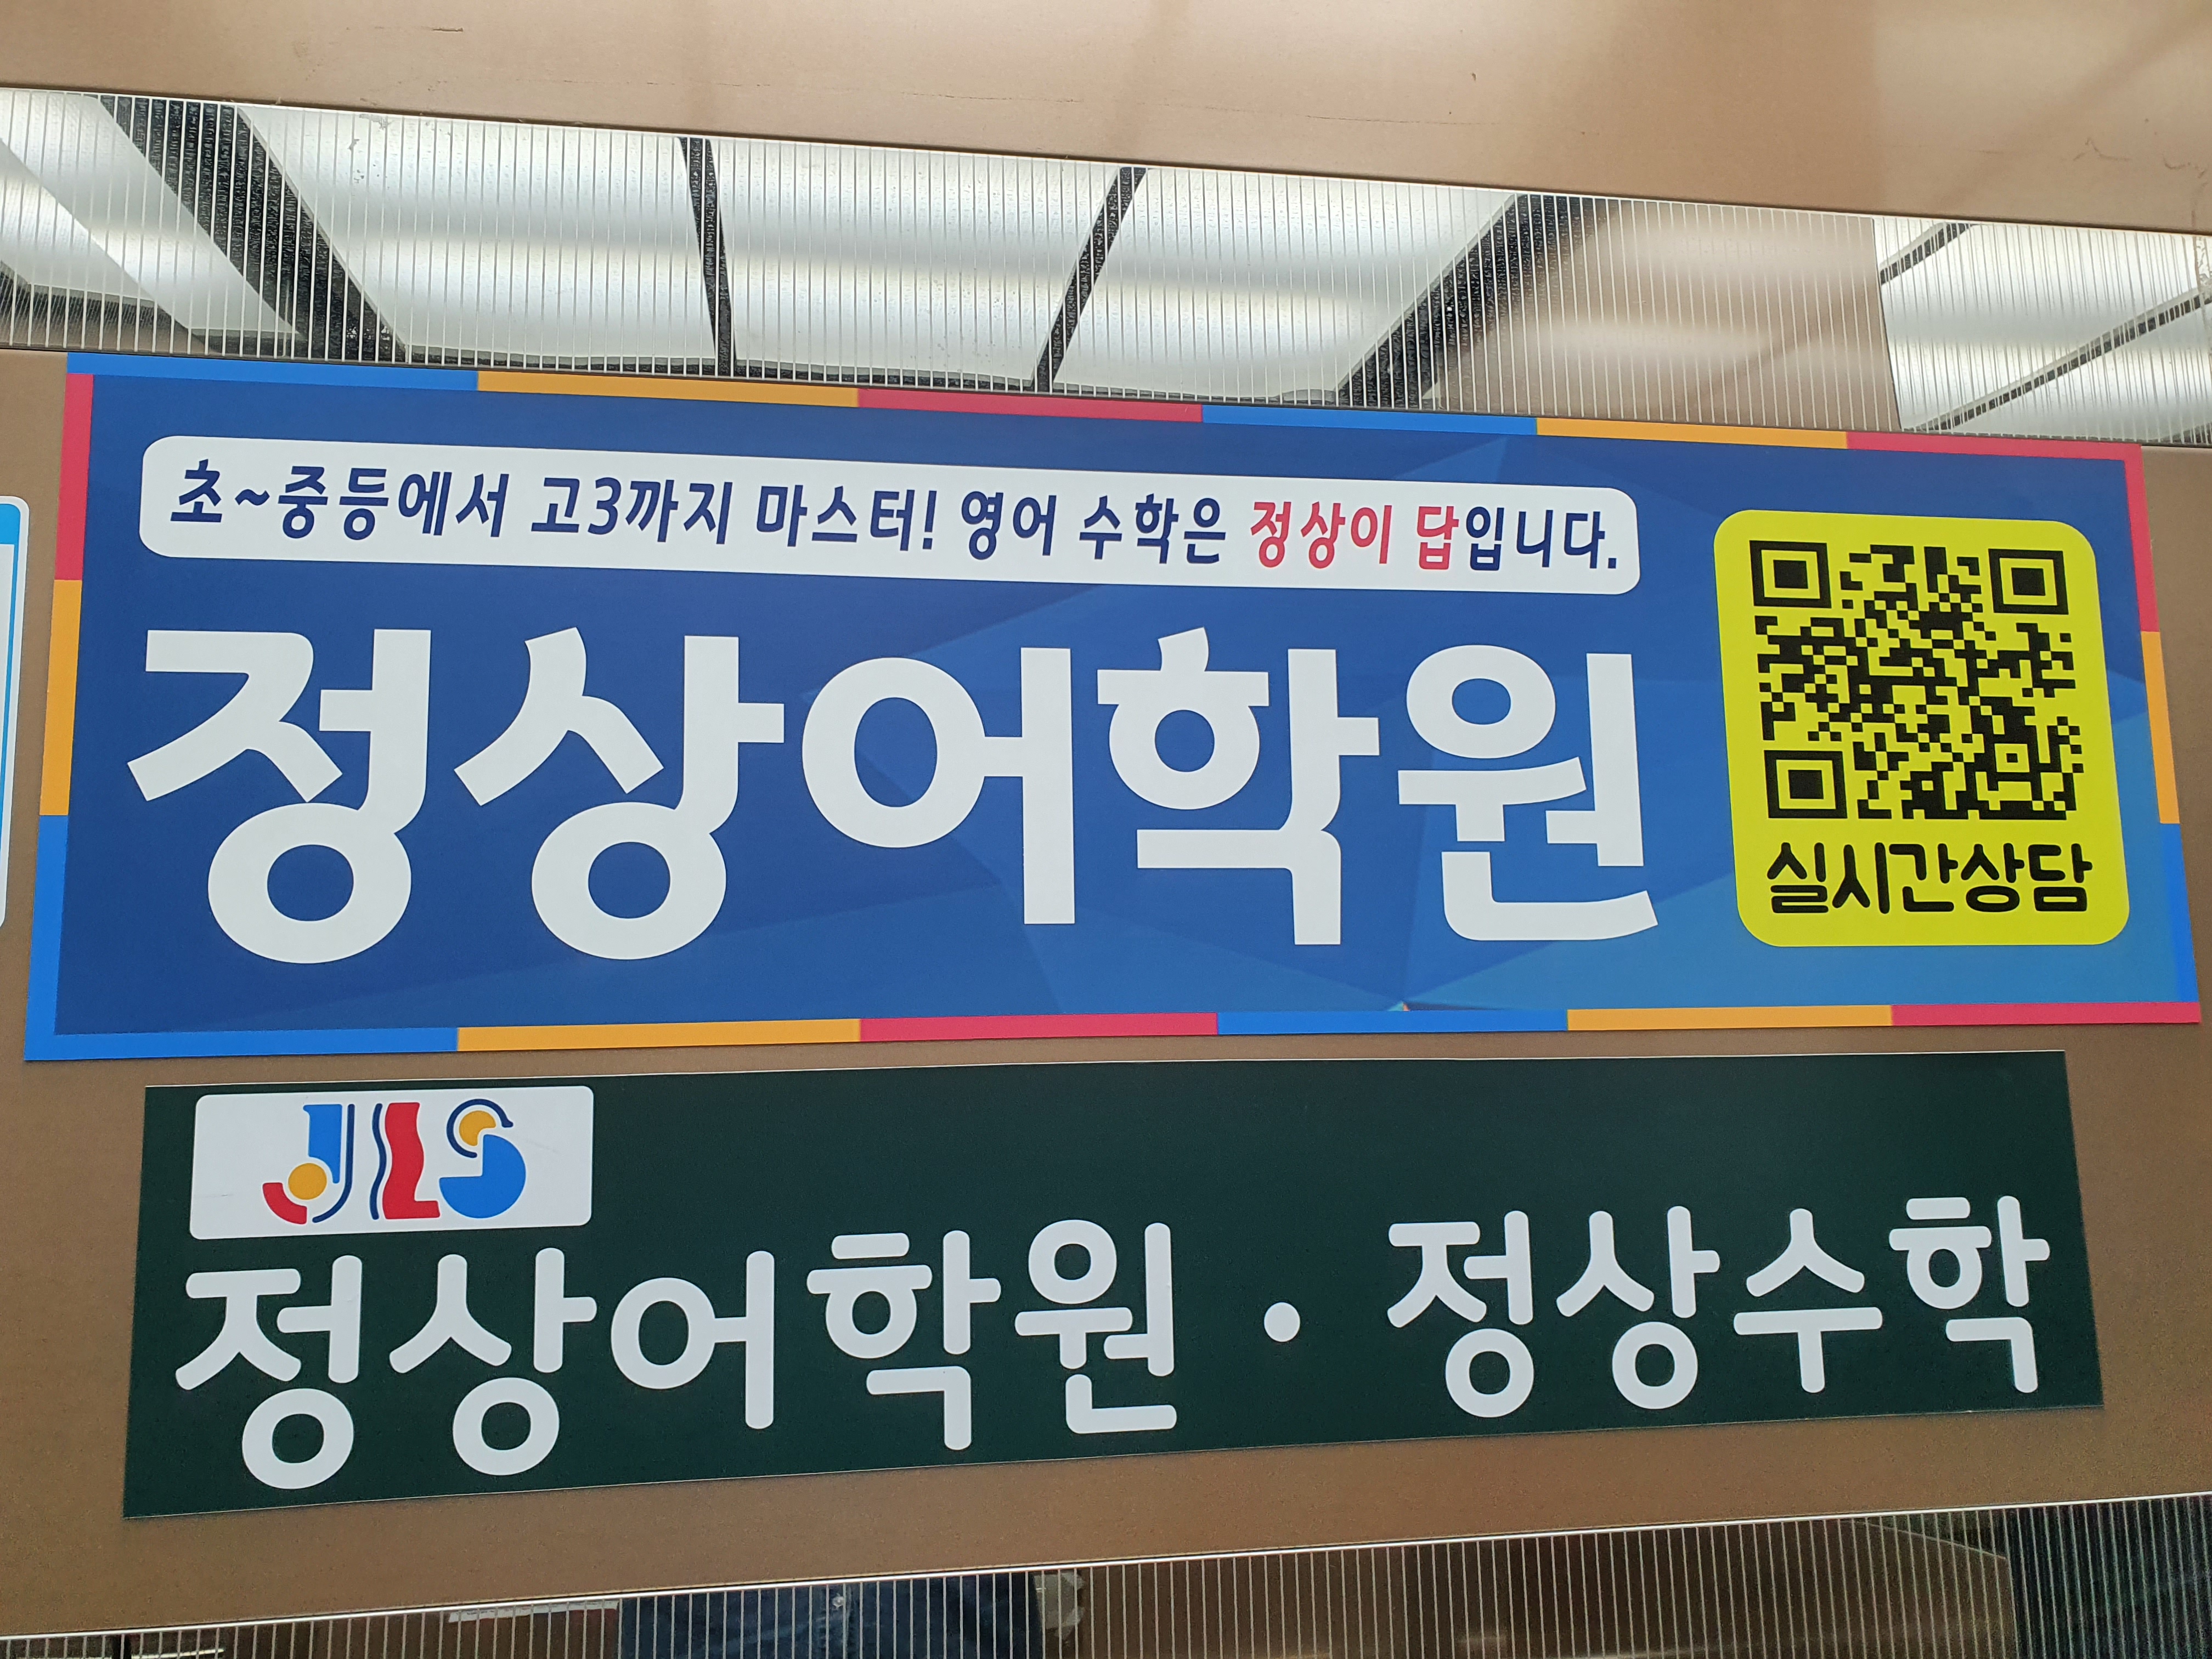 초~중등에서 고3까지 마스터! 영어 수학은 정상이 답입니다.
정상어학원
실시간상담
JLS
정상어학원 · 정상수학